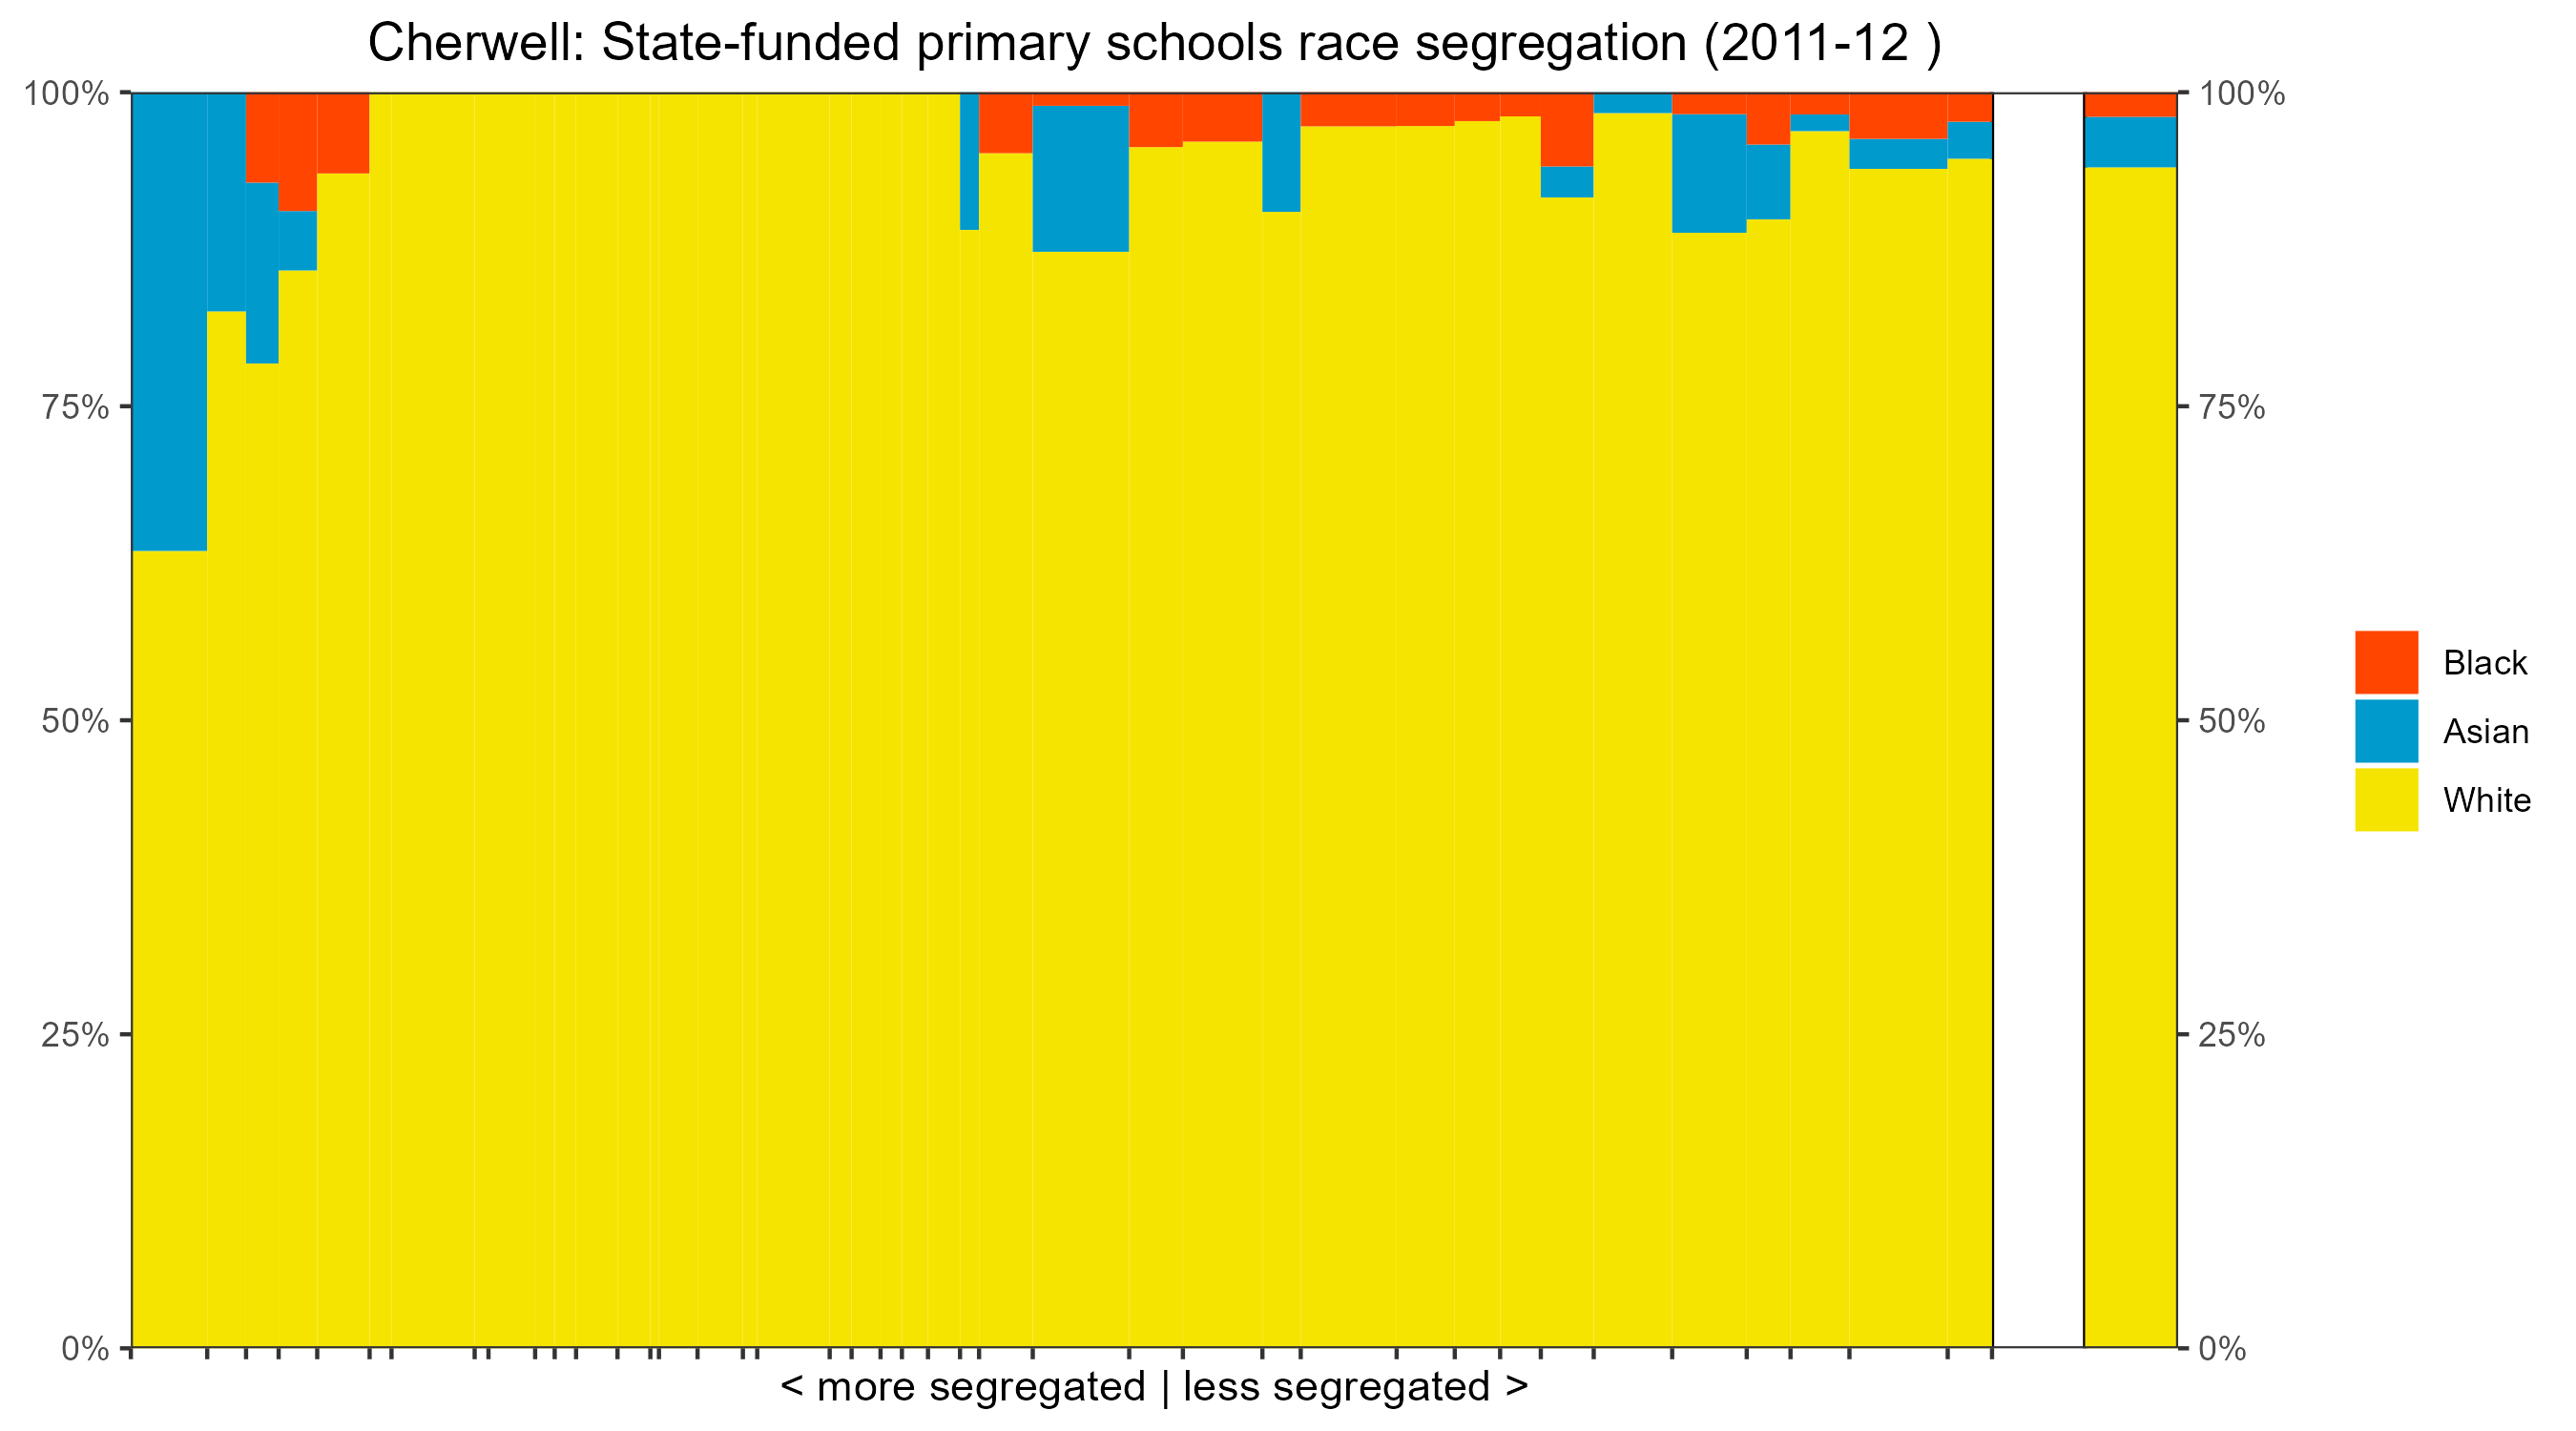 Cherwell: State-funded primary schools race segregation (2011-12 )
100%
75%
50%
25%
0%
100%
75%
50%
25%
0%
Black
Asian
White
< more segregated | less segregated >